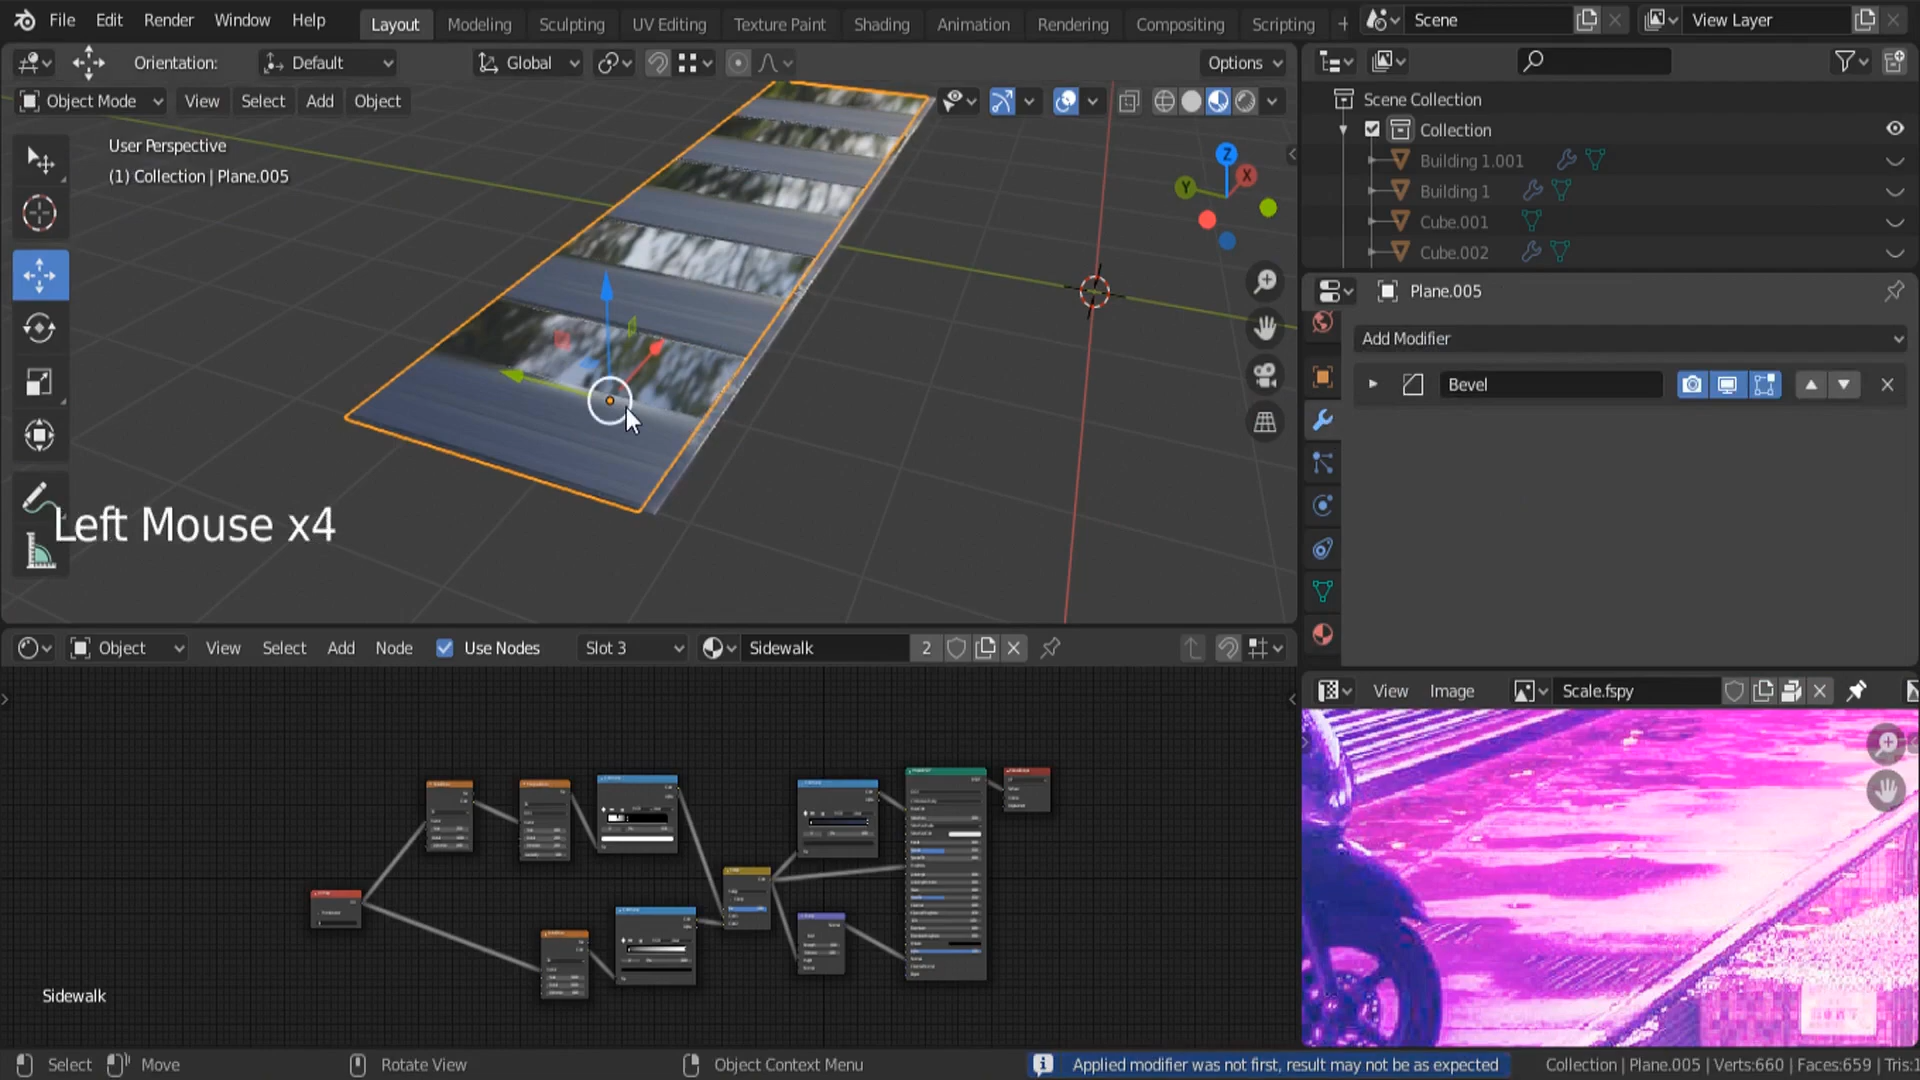 File Edit Render Window Help Layout Modeling Sculpting UV Editing Texture Paint Shading Animation Rendering Compositing Scripting + Scene View Layer
Orientation: Default Global Options
Object Mode View Select Add Object
User Perspective
(1) Collection | Plane.005
Z
X
Y
Left Mouse x4
Scene Collection
Collection
Building 1.001
Building 1
Cube.001
Cube.002
Plane.005
Add Modifier
Bevel
Object View Select Add Node Use Nodes Slot 3 Sidewalk 2
View Image Scale.fspy
Sidewalk
Select Move Rotate View Object Context Menu Applied modifier was not first, result may not be as expected Collection | Plane.005 | Verts:660 | Faces:659 | Tris:1